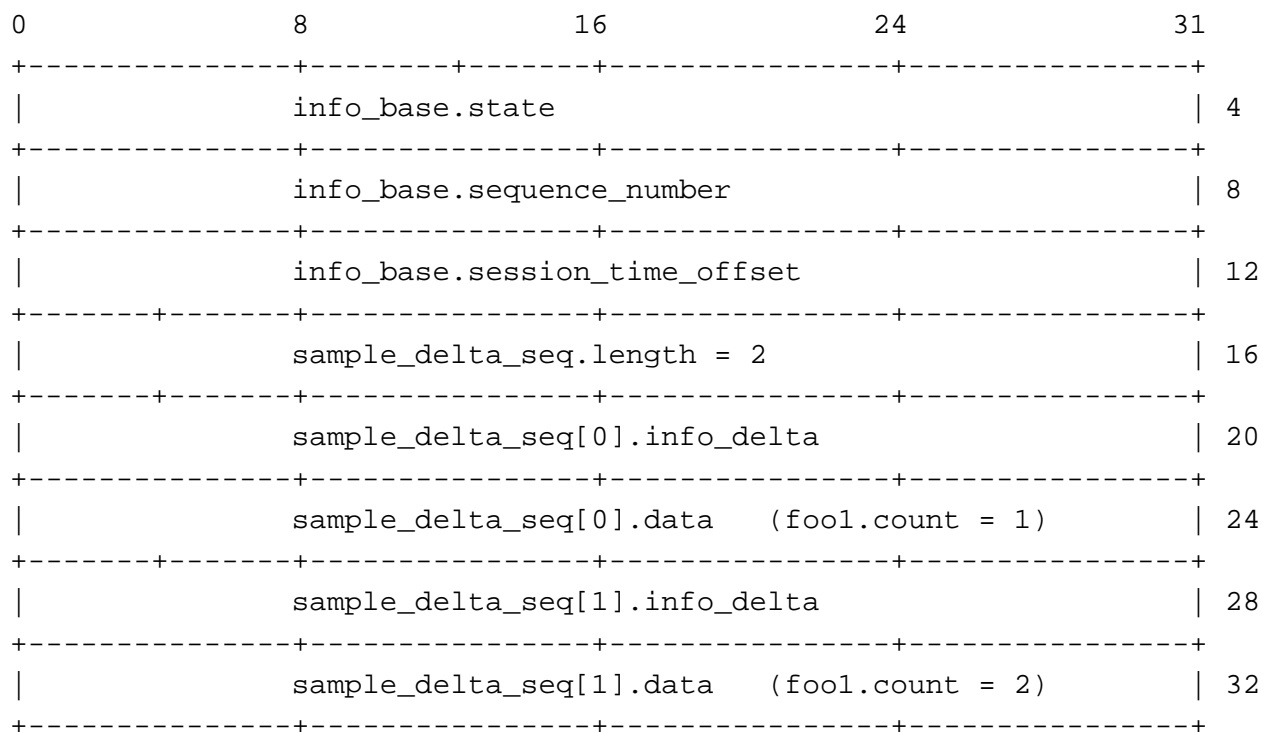 0               8               16              24              31
+---------------+--------+-------+---------------+---------------+
|               info_base.state                                  | 4
+---------------+---------------+---------------+---------------+
|               info_base.sequence_number                        | 8
+---------------+---------------+---------------+---------------+
|               info_base.session_time_offset                    | 12
+-------+-------+---------------+---------------+---------------+
|               sample_delta_seq.length = 2                      | 16
+-------+-------+---------------+---------------+---------------+
|               sample_delta_seq[0].info_delta                   | 20
+---------------+---------------+---------------+---------------+
|               sample_delta_seq[0].data   (foo1.count = 1)      | 24
+-------+-------+---------------+---------------+---------------+
|               sample_delta_seq[1].info_delta                   | 28
+---------------+---------------+---------------+---------------+
|               sample_delta_seq[1].data   (foo1.count = 2)      | 32
+---------------+---------------+---------------+---------------+